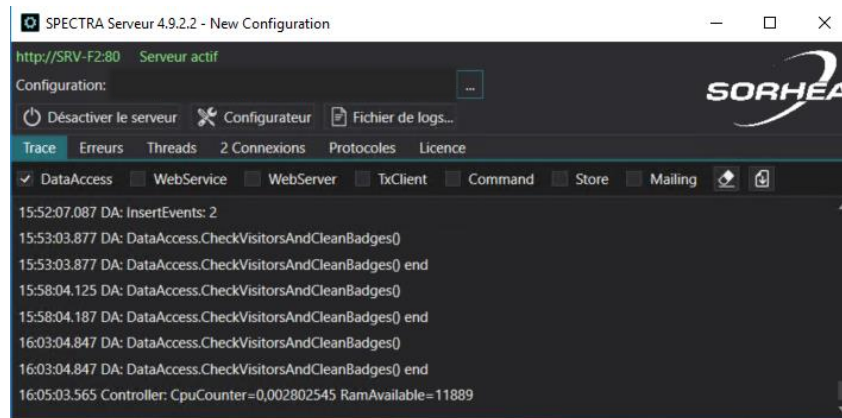 SPECTRA Serveur 4.9.2.2 - New Configuration
http://SRV-F2:80 Serveur actif
Configuration: ...
SORHEA
Désactiver le serveur Configurateur Fichier de logs...
Trace Erreurs Threads 2 Connexions Protocoles Licence
DataAccess WebService WebServer TxClient Command Store Mailing
15:52:07.087 DA: InsertEvents: 2
15:53:03.877 DA: DataAccess.CheckVisitorsAndCleanBadges()
15:53:03.877 DA: DataAccess.CheckVisitorsAndCleanBadges() end
15:58:04.125 DA: DataAccess.CheckVisitorsAndCleanBadges()
15:58:04.187 DA: DataAccess.CheckVisitorsAndCleanBadges() end
16:03:04.847 DA: DataAccess.CheckVisitorsAndCleanBadges()
16:03:04.847 DA: DataAccess.CheckVisitorsAndCleanBadges() end
16:05:03.565 Controller: CpuCounter=0,002802545 RamAvailable=11889